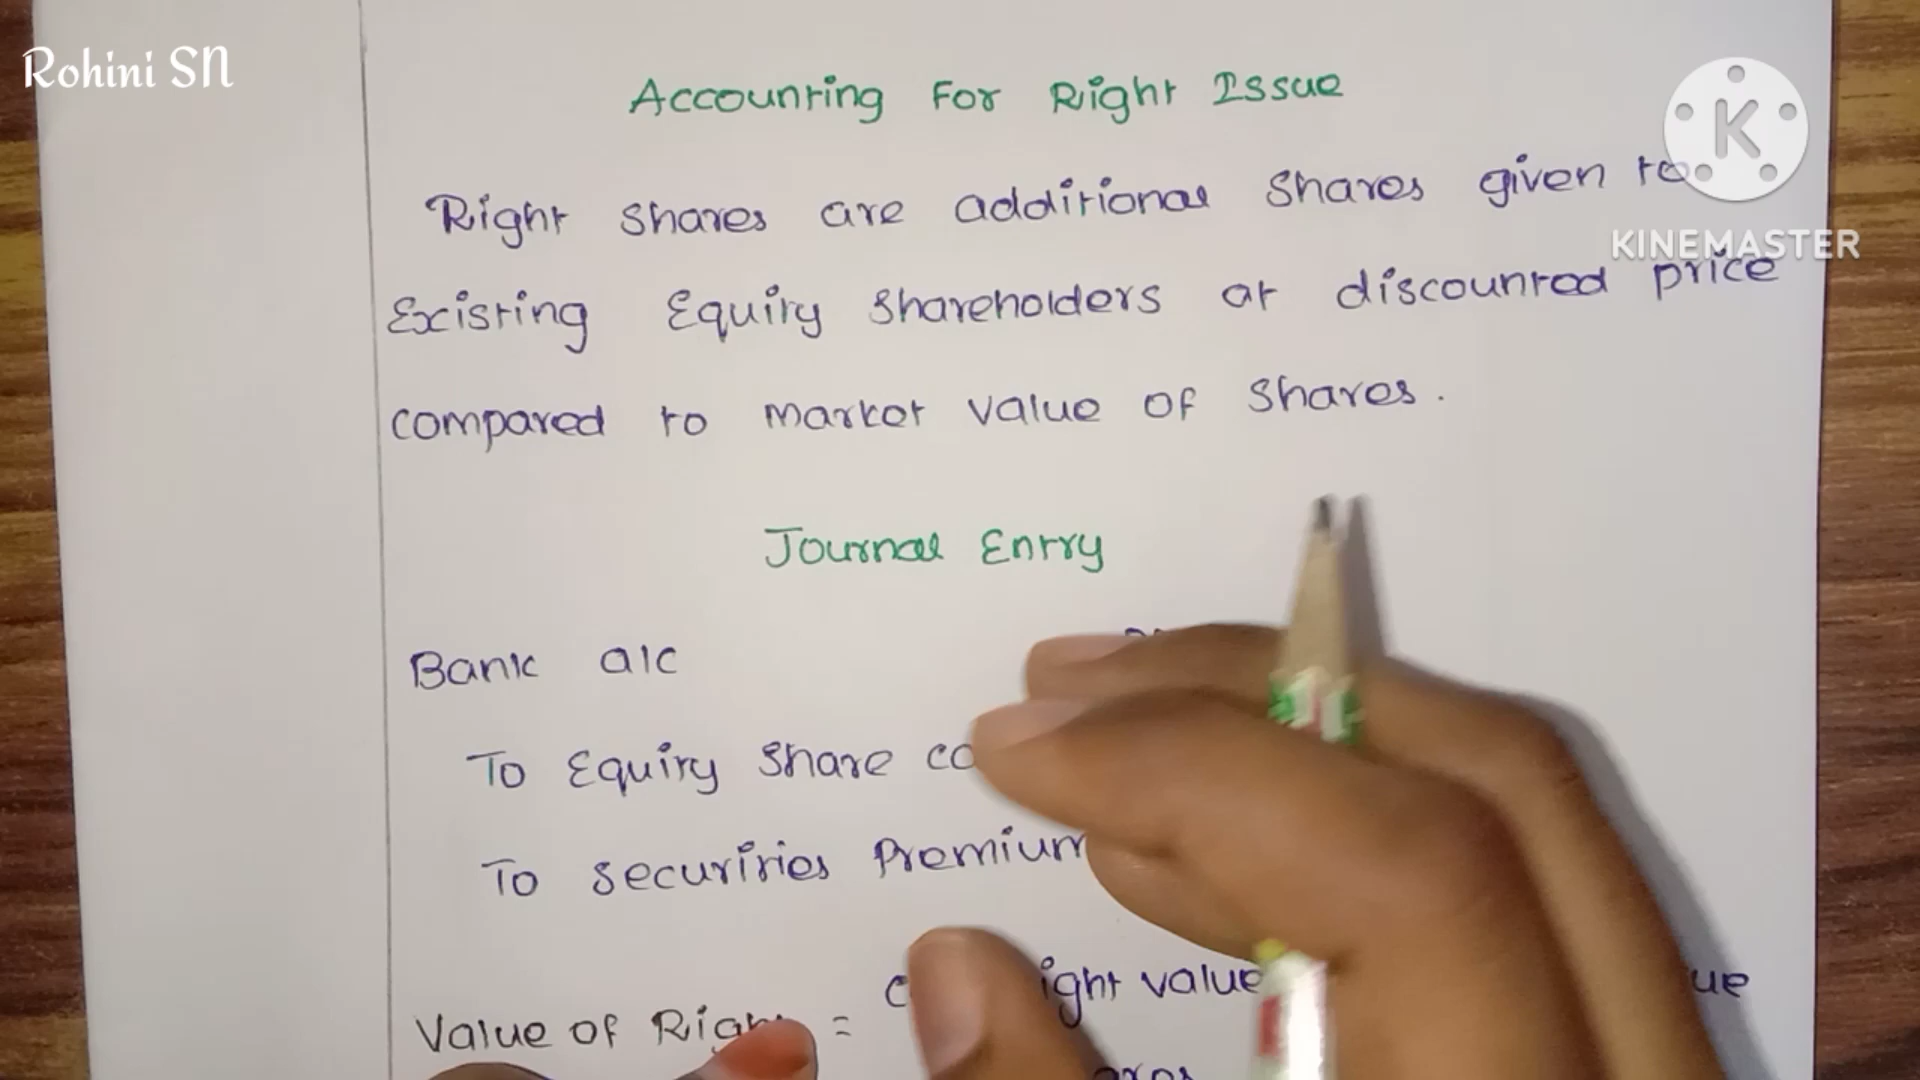 Rohini SN
Accounting For Right Issue
Right shares are additional shares given to
KINEMASTER
Existing Equity shareholders at discounted price
compared to market value of shares.
Journal Entry
Bank a/c
To Equity share
To securities Premium
Value of Right = value